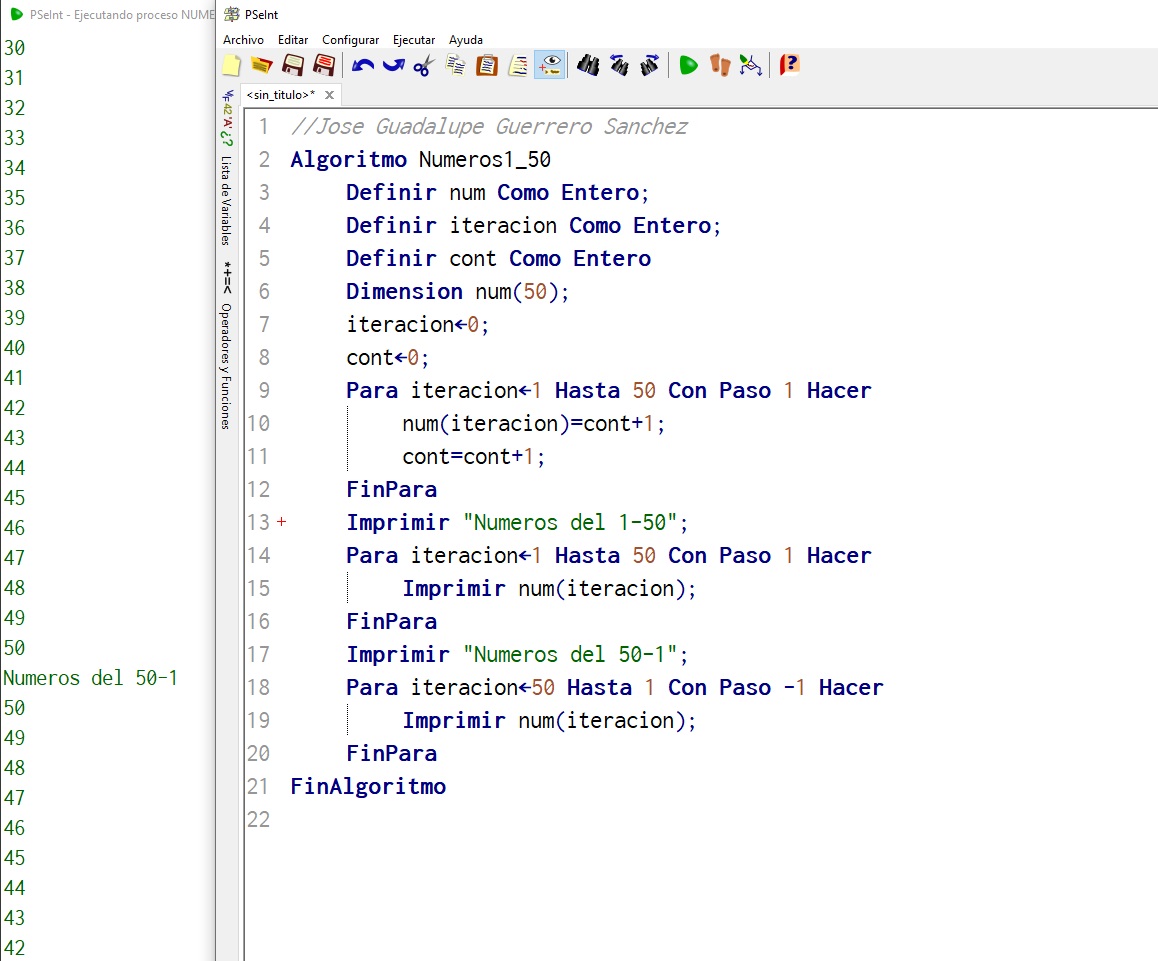 PSeInt - Ejecutando proceso NUME
30
31
32
33
34
35
36
37
38
39
40
41
42
43
44
45
46
47
48
49
50
Numeros del 50-1
50
49
48
47
46
45
44
43
42
PSeInt
Archivo Editar Configurar Ejecutar Ayuda
<sin_titulo>* x
Lista de Variables
*+=<
Operadores y Funciones
1 //Jose Guadalupe Guerrero Sanchez
2 Algoritmo Numeros1_50
3 Definir num Como Entero;
4 Definir iteracion Como Entero;
5 Definir cont Como Entero
6 Dimension num(50);
7 iteracion←0;
8 cont←0;
9 Para iteracion←1 Hasta 50 Con Paso 1 Hacer
10 num(iteracion)=cont+1;
11 cont=cont+1;
12 FinPara
13 + Imprimir "Numeros del 1-50";
14 Para iteracion←1 Hasta 50 Con Paso 1 Hacer
15 Imprimir num(iteracion);
16 FinPara
17 Imprimir "Numeros del 50-1";
18 Para iteracion←50 Hasta 1 Con Paso -1 Hacer
19 Imprimir num(iteracion);
20 FinPara
21 FinAlgoritmo
22